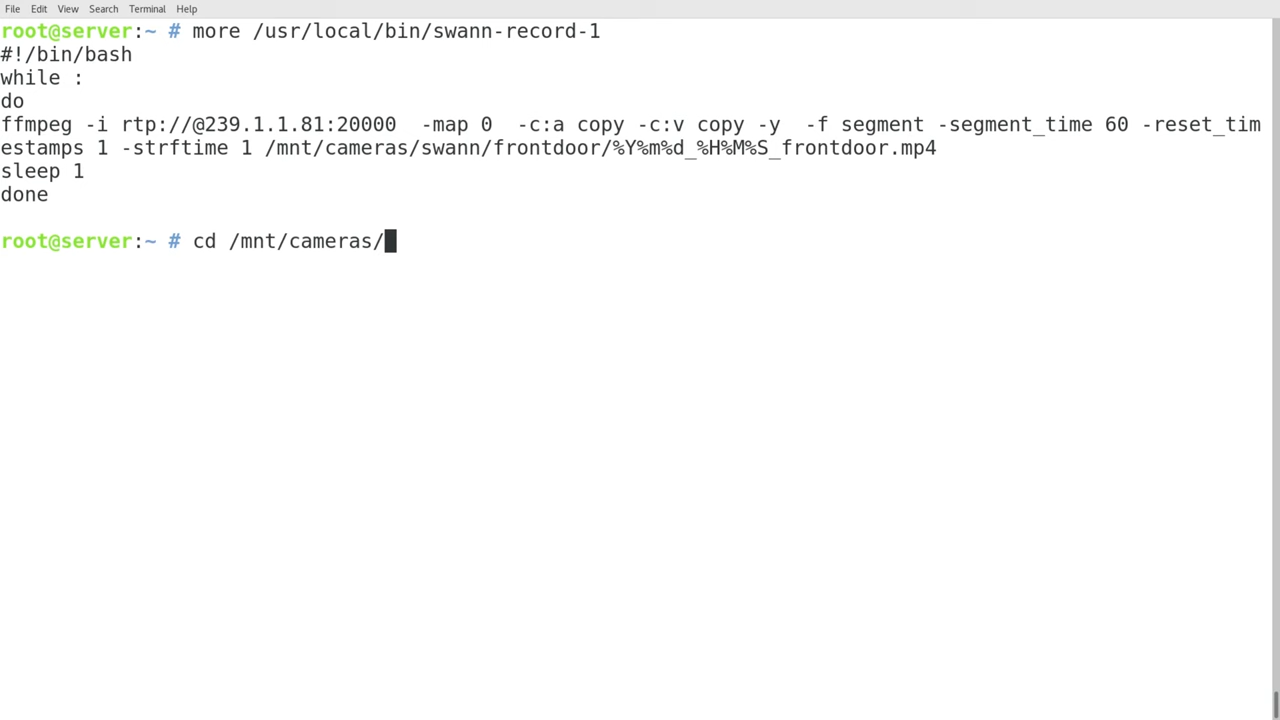 File Edit View Search Terminal Help
root@server:~ # more /usr/local/bin/swann-record-1
#!/bin/bash
while :
do
ffmpeg -i rtp://@239.1.1.81:20000  -map 0  -c:a copy -c:v copy -y  -f segment -segment_time 60 -reset_tim
estamps 1 -strftime 1 /mnt/cameras/swann/frontdoor/%Y%m%d_%H%M%S_frontdoor.mp4
sleep 1
done
root@server:~ # cd /mnt/cameras/